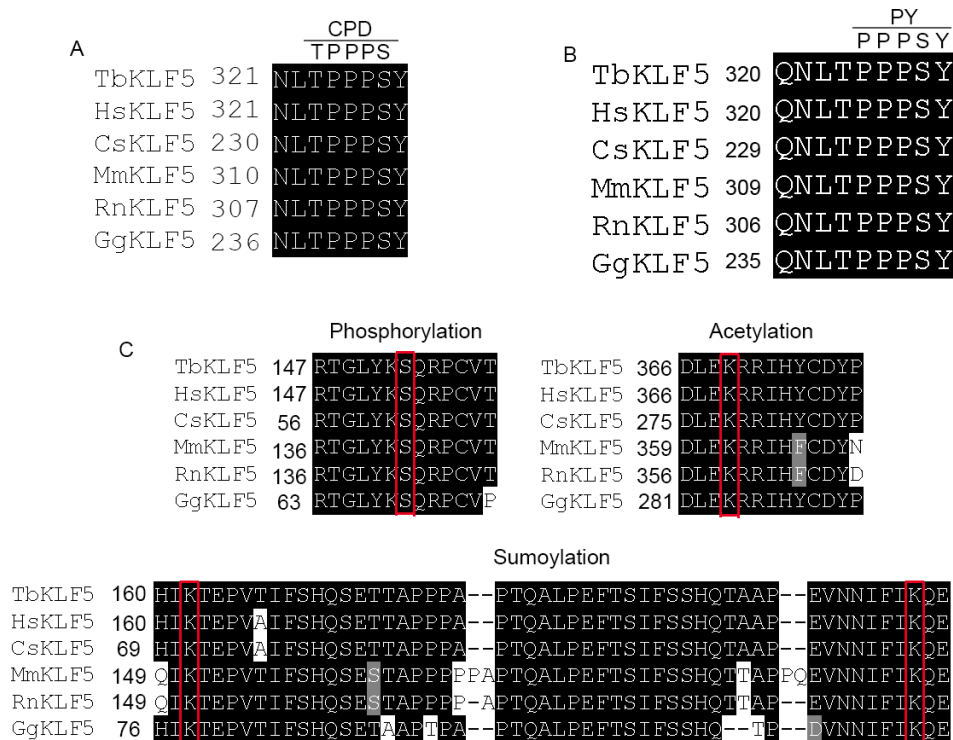 A
CPD
TPPPS
TbKLF5 321 NLTPPPSY
HsKLF5 321 NLTPPPSY
CsKLF5 230 NLTPPPSY
MmKLF5 310 NLTPPPSY
RnKLF5 307 NLTPPPSY
GgKLF5 236 NLTPPPSY
B
PY
PPPSY
TbKLF5 320 QNLTPPPSY
HsKLF5 320 QNLTPPPSY
CsKLF5 229 QNLTPPPSY
MmKLF5 309 QNLTPPPSY
RnKLF5 306 QNLTPPPSY
GgKLF5 235 QNLTPPPSY
C
Phosphorylation
TbKLF5 147 RTGLYKSQRPCVT
HsKLF5 147 RTGLYKSQRPCVT
CsKLF5 56 RTGLYKSQRPCVT
MmKLF5 136 RTGLYKSQRPCVT
RnKLF5 136 RTGLYKSQRPCVT
GgKLF5 63 RTGLYKSQRPCVP
Acetylation
TbKLF5 366 DLEKRRIHYCDYP
HsKLF5 366 DLEKRRIHYCDYP
CsKLF5 275 DLEKRRIHYCDYP
MmKLF5 359 DLEKRRIHFCDYN
RnKLF5 356 DLEKRRIHFCDYD
GgKLF5 281 DLEKRRIHYCDYP
Sumoylation
TbKLF5 160 HIKTEPVTIFSHQSETTAPPPA--PTQALPEFTSIFSSHQTAAP--EVNNIFIKQE
HsKLF5 160 HIKTEPVAIFSHQSETTAPPPA--PTQALPEFTSIFSSHQTAAP--EVNNIFIKQE
CsKLF5 69 HIKTEPVAIFSHQSETTAPPPA--PTQALPEFTSIFSSHQTAAP--EVNNIFIKQE
MmKLF5 149 QIKTEPVTIFSHQSESTAPPPPPAPTQALPEFTSIFSSHQTTAPPQEVNNIFIKQE
RnKLF5 149 QIKTEPVTIFSHQSESTAPPPP-APTQALPEFTSIFSSHQTTAP--EVNNIFIKQE
GgKLF5 76 HIKTEPVTIFSHQSETAAPTPA--PTQALPEFTSIFSSHQ--TP--DVNNIFIKQE